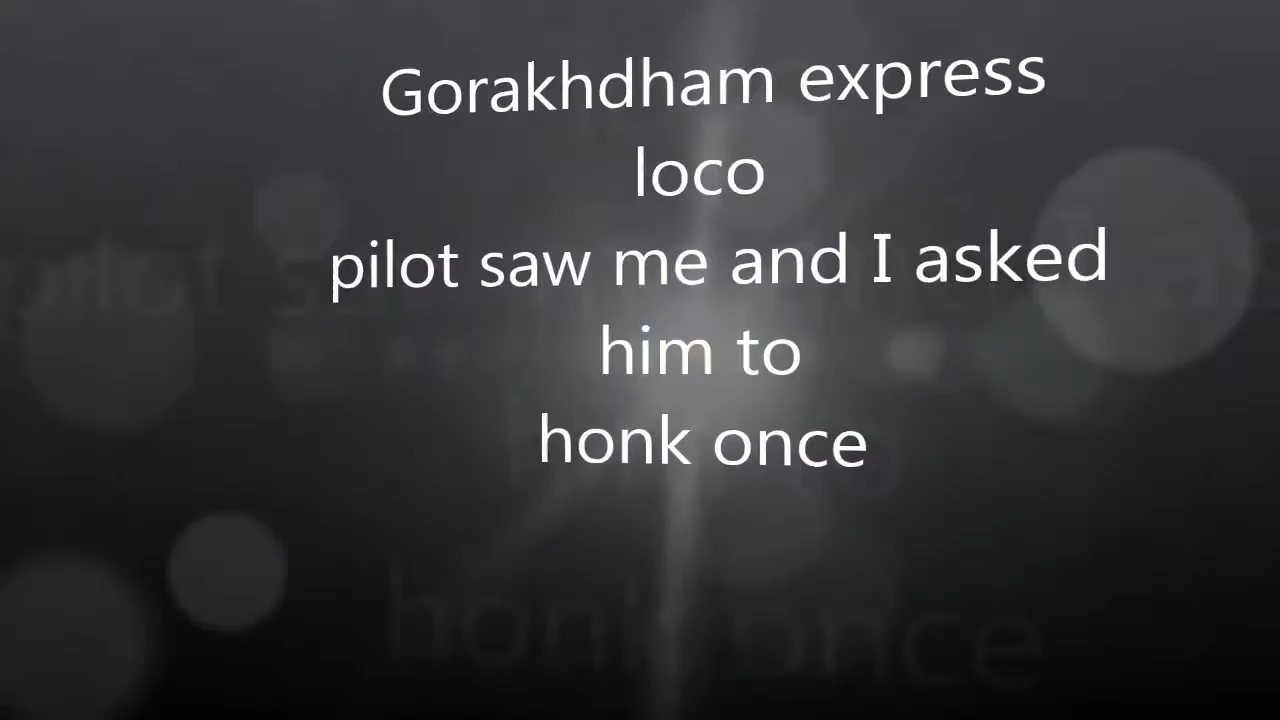 Gorakhdham express
loco
pilot saw me and I asked
him to
honk once